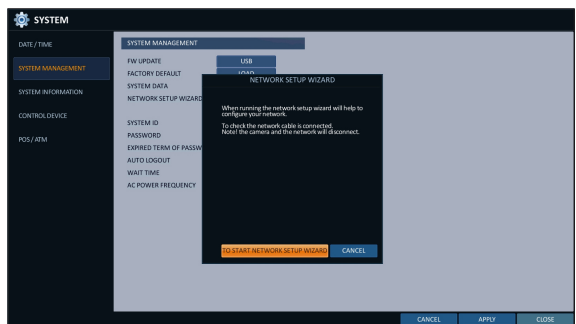 SYSTEM
DATE / TIME
SYSTEM MANAGEMENT
SYSTEM INFORMATION
CONTROL DEVICE
POS / ATM
SYSTEM MANAGEMENT
FW UPDATE USB
FACTORY DEFAULT LOAD
SYSTEM DATA
NETWORK SETUP WIZARD
SYSTEM ID
PASSWORD
EXPIRED TERM OF PASSW
AUTO LOGOUT
WAIT TIME
AC POWER FREQUENCY
NETWORK SETUP WIZARD
When running the network setup wizard will help to
configure your network.
To check the network cable is connected.
Note! the camera and the network will disconnect.
TO START NETWORK SETUP WIZARD CANCEL
CANCEL APPLY CLOSE